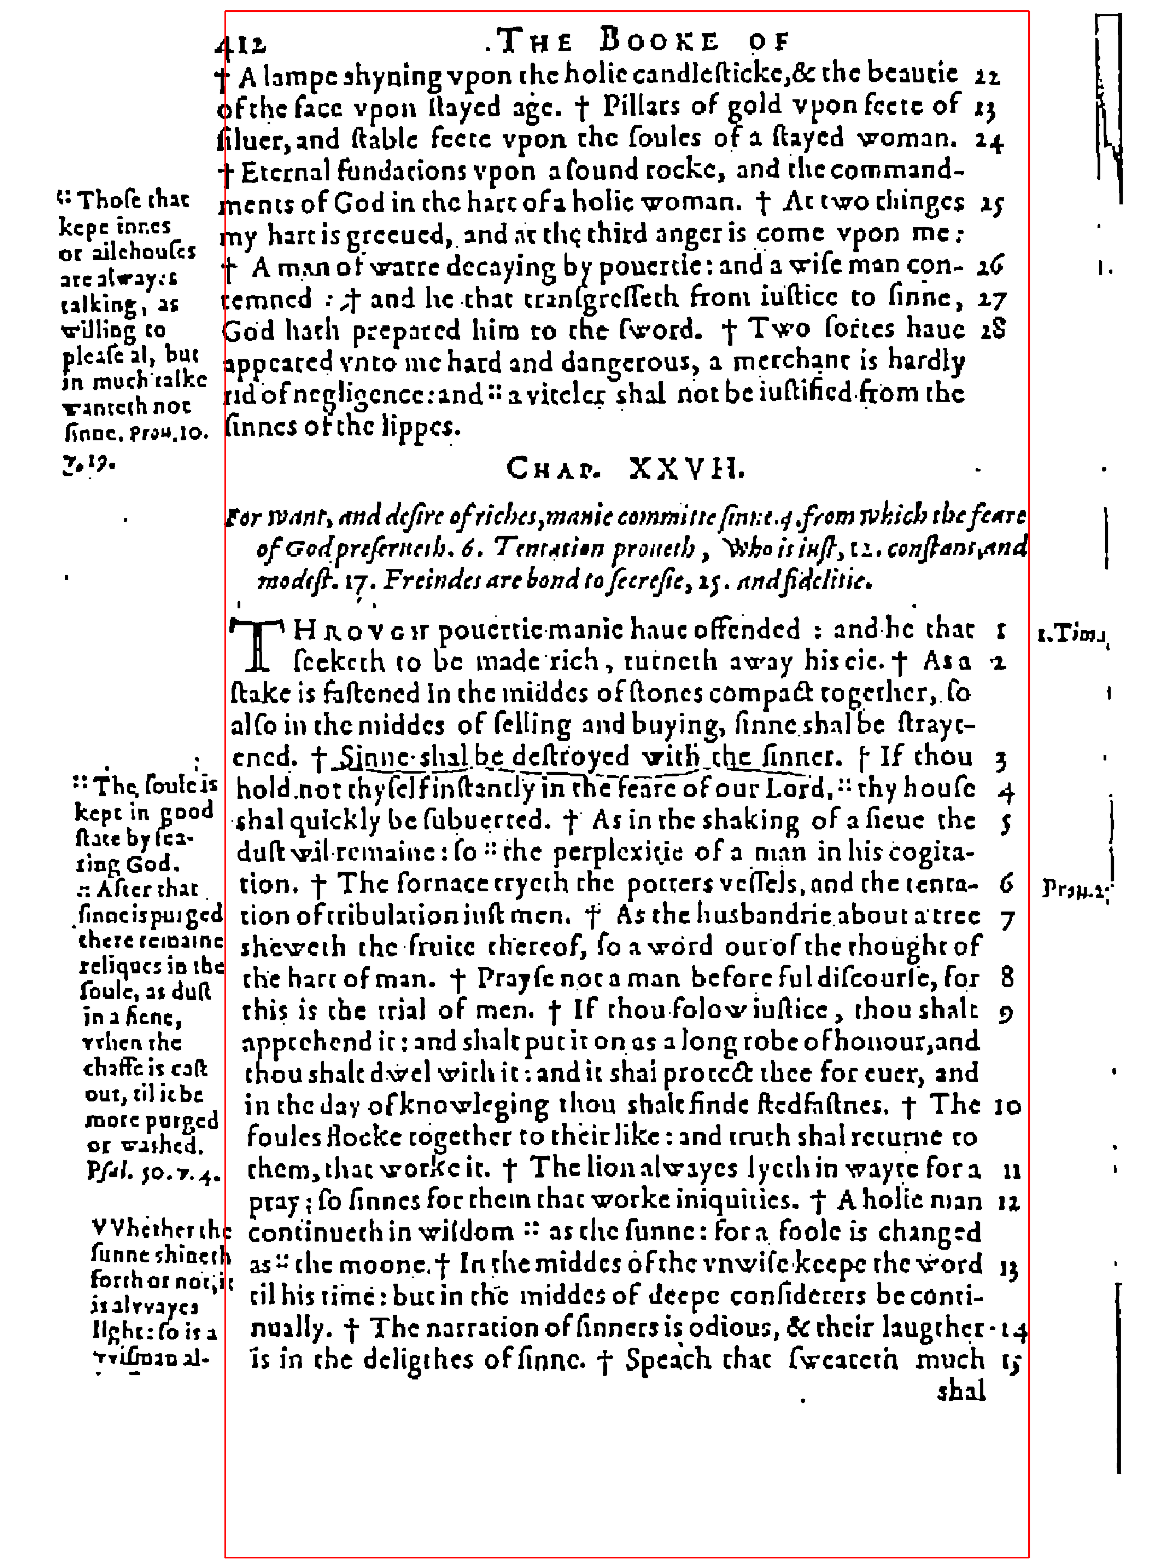 412 .THE BOOKE OF
† A lampe shyning vpon the holie candleſticke,& the beautie 22
of the face vpon ſtayed age. † Pillars of gold vpon feete of 23
ſiluer, and ſtable feete vpon the ſoules of a ſtayed woman. 24
† Eternal fundations vpon a ſound rocke, and the command-
ments of God in the hart of a holie woman. † At two thinges 25
my hart is greeued, and at the third anger is come vpon me:
† A man of warre decaying by pouertie: and a wiſe man con- 26
temned : † and he that tranſgreſſeth from iuſtice to ſinne, 27
God hath prepared him to the ſword. † Two ſortes haue 28
appeared vnto me hard and dangerous, a merchant is hardly
rid of negligence: and :: a viteler shal not be iuſtified from the
ſinnes of the lippes.
:: Thoſe that
kepe innes
or ailehouſes
are alwayes
talking, as
willing to
pleaſe al, but
in much talke
wanteth not
ſinne. Prou. 10.
v. 19.
CHAP. XXVII.
For want, and deſire of riches, manie committe ſinne. 4. from which the feare
of God preſerueth. 6. Tentation proueth, who is iuſt, 12. conſtant, and
modeſt. 17. Freindes are bond to ſecreſie, 25. and fidelitie.
THROVGH pouertie manie haue offended : and he that 1
ſeeketh to be made rich, turneth away his eie. † As a 2
ſtake is faſtened in the middes of ſtones compact together, ſo
alſo in the middes of ſelling and buying, ſinne shal be ſtrayt-
ened. † Sinne shal be deſtroyed with the ſinner. † If thou 3
hold not thyſelf inſtantly in the feare of our Lord, :: thy houſe 4
shal quickly be ſubuerted. † As in the shaking of a ſieue the 5
duſt wil remaine: ſo :: the perplexitie of a man in his cogita-
tion. † The fornace tryeth the potters veſſels, and the tenta- 6
tion of tribulation iuſt men. † As the husbandrie about a tree 7
sheweth the fruite thereof, ſo a word out of the thought of
the hart of man. † Prayſe not a man before ful diſcourſe, for 8
this is the trial of men. † If thou folow iuſtice, thou shalt 9
apprehend it: and shalt put it on as a long robe of honour, and
thou shalt dwel with it: and it shal protect thee for euer, and
in the day of knowleging thou shalt finde ſtedfaſtnes. † The 10
foules flocke together to their like: and truth shal returne to
them, that worke it. † The lion alwayes lyeth in wayte for a 11
pray; ſo ſinnes for them that worke iniquities. † A holie man 12
continueth in wiſdom :: as the ſunne: for a foole is changed
as :: the moone. † In the middes of the vnwiſe keepe the word 13
til his time: but in the middes of deepe conſiderers be conti-
nually. † The narration of ſinners is odious, & their laugther 14
is in the deligthes of ſinne. † Speach that ſweareth much 15
shal
1. Tim.
:: The ſoule is
kept in good
ſtate by fea-
ring God.
:: After that
ſinne is purged
there remaine
reliques in the
ſoule, as duſt
in a ſieue,
when the
chaffe is caſt
out, til it be
more purged
or washed.
Pſal. 50. v. 4.
VVhether the
ſunne shineth
forth or not, it
is alwayes
light: ſo is a
wiſman al-
Prou. 2